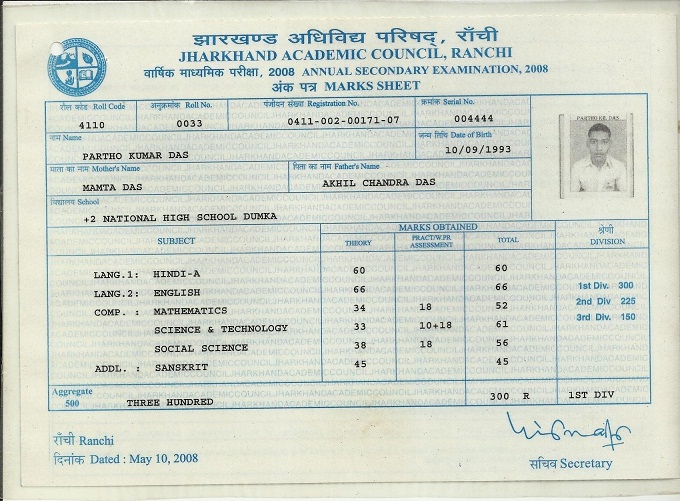 झारखण्ड अधिविद्य परिषद्, राँची
JHARKHAND ACADEMIC COUNCIL, RANCHI
वार्षिक माध्यमिक परीक्षा, 2008 ANNUAL SECONDARY EXAMINATION, 2008
अंक पत्र MARKS SHEET
रौल कोड Roll Code अनुक्रमांक Roll No. पंजीयन संख्या Registration No. क्रमांक Serial No.
4110 0033 0411-002-00171-07 004444
नाम Name जन्म तिथि Date of Birth
PARTHO KUMAR DAS 10/09/1993
माता का नाम Mother's Name पिता का नाम Father's Name
MAMTA DAS AKHIL CHANDRA DAS
विद्यालय School
+2 NATIONAL HIGH SCHOOL DUMKA
PARTHO KR. DAS
SUBJECT MARKS OBTAINED श्रेणी
THEORY PRACT/W.PR ASSESSMENT TOTAL DIVISION
LANG.1: HINDI-A 60 60
LANG.2: ENGLISH 66 66
COMP. : MATHEMATICS 34 18 52
SCIENCE & TECHNOLOGY 33 10+18 61
SOCIAL SCIENCE 38 18 56
ADDL. : SANSKRIT 45 45
1st Div. 300
2nd Div 225
3rd Div. 150
Aggregate
500 THREE HUNDRED 300 R 1ST DIV
राँची Ranchi
दिनांक Dated : May 10, 2008
सचिव Secretary